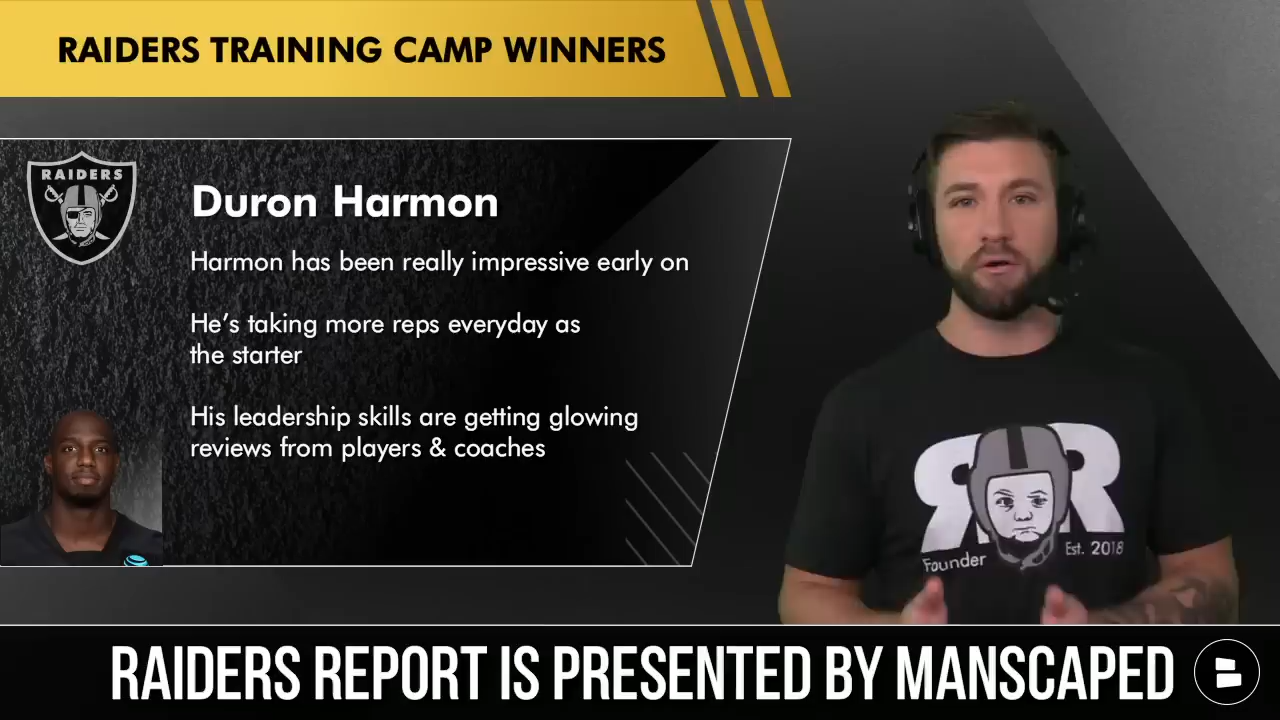 RAIDERS TRAINING CAMP WINNERS
RAIDERS
Duron Harmon
Harmon has been really impressive early on
He's taking more reps everyday as
the starter
His leadership skills are getting glowing
reviews from players & coaches
RR
Founder
Est. 2018
RAIDERS REPORT IS PRESENTED BY MANSCAPED